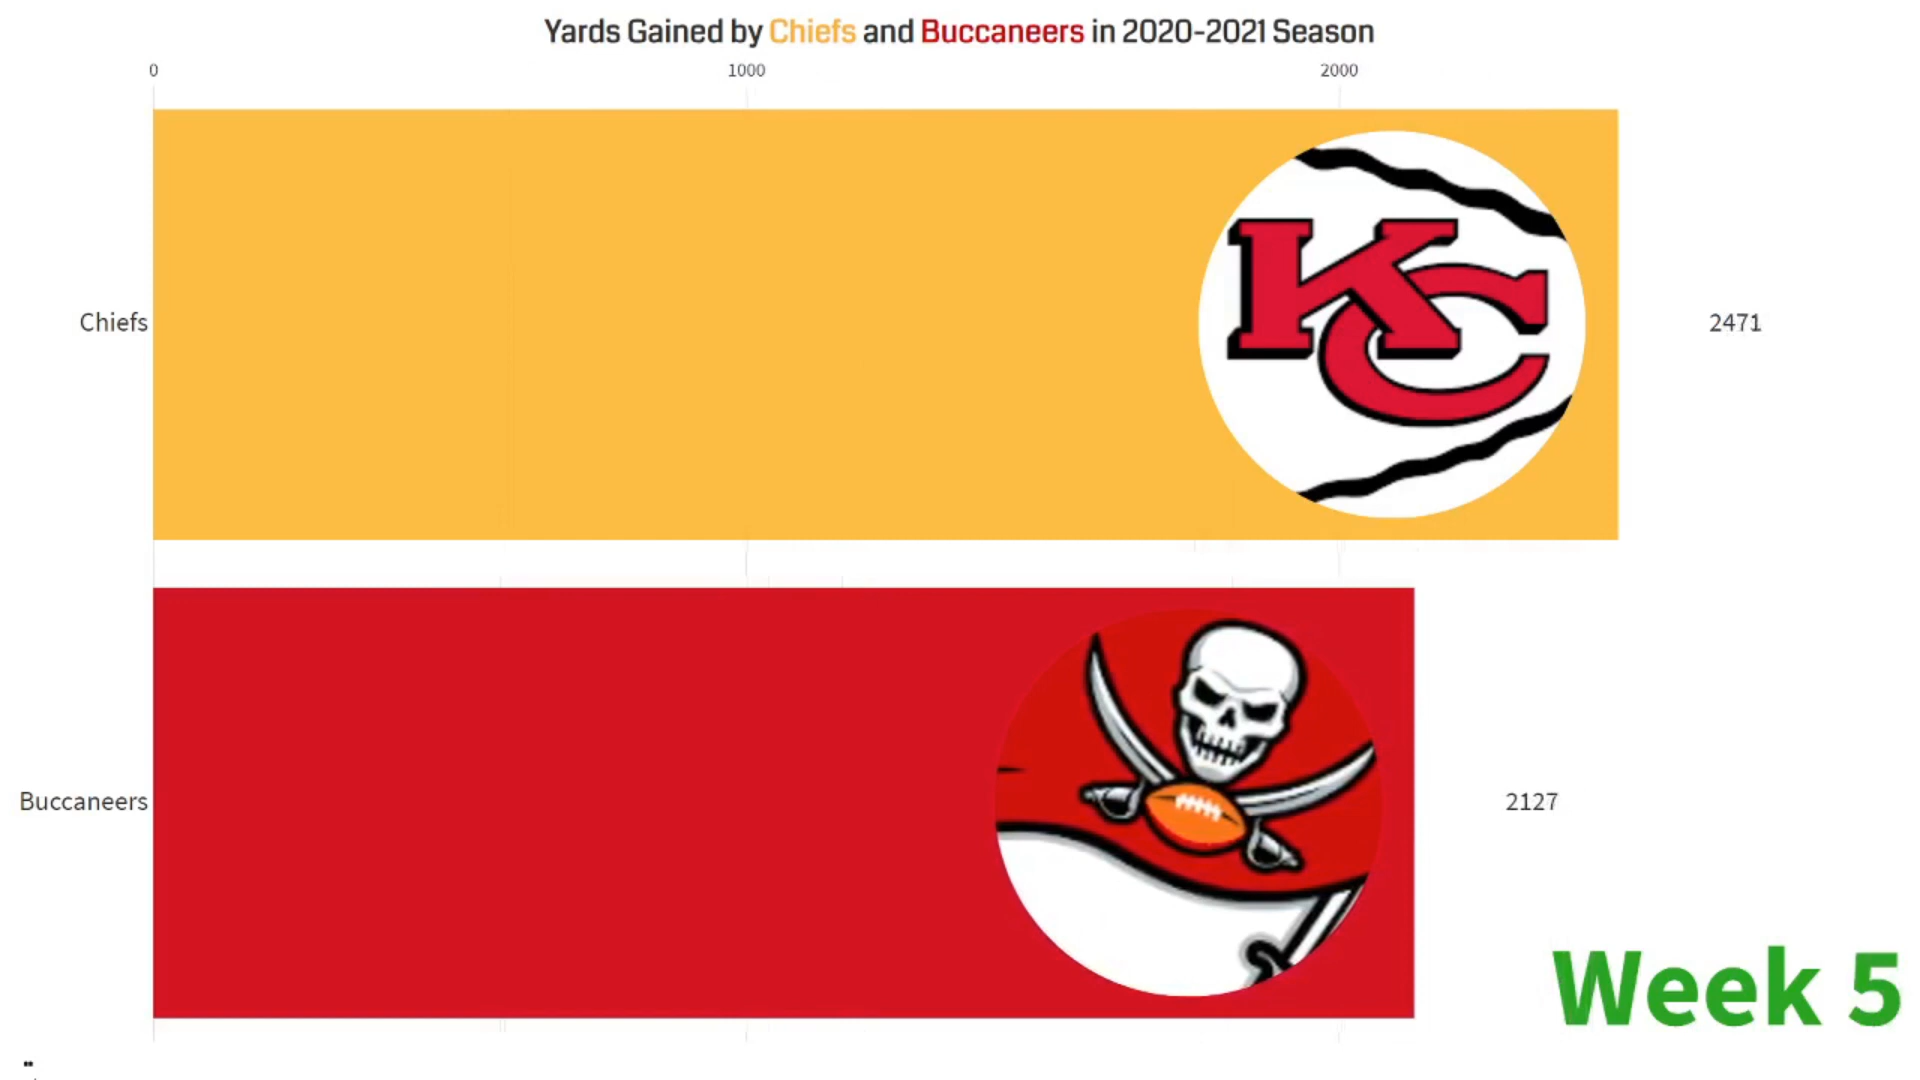 Yards Gained by Chiefs and Buccaneers in 2020-2021 Season
0 1000 2000
Chiefs KC 2471
Buccaneers 2127
Week 5